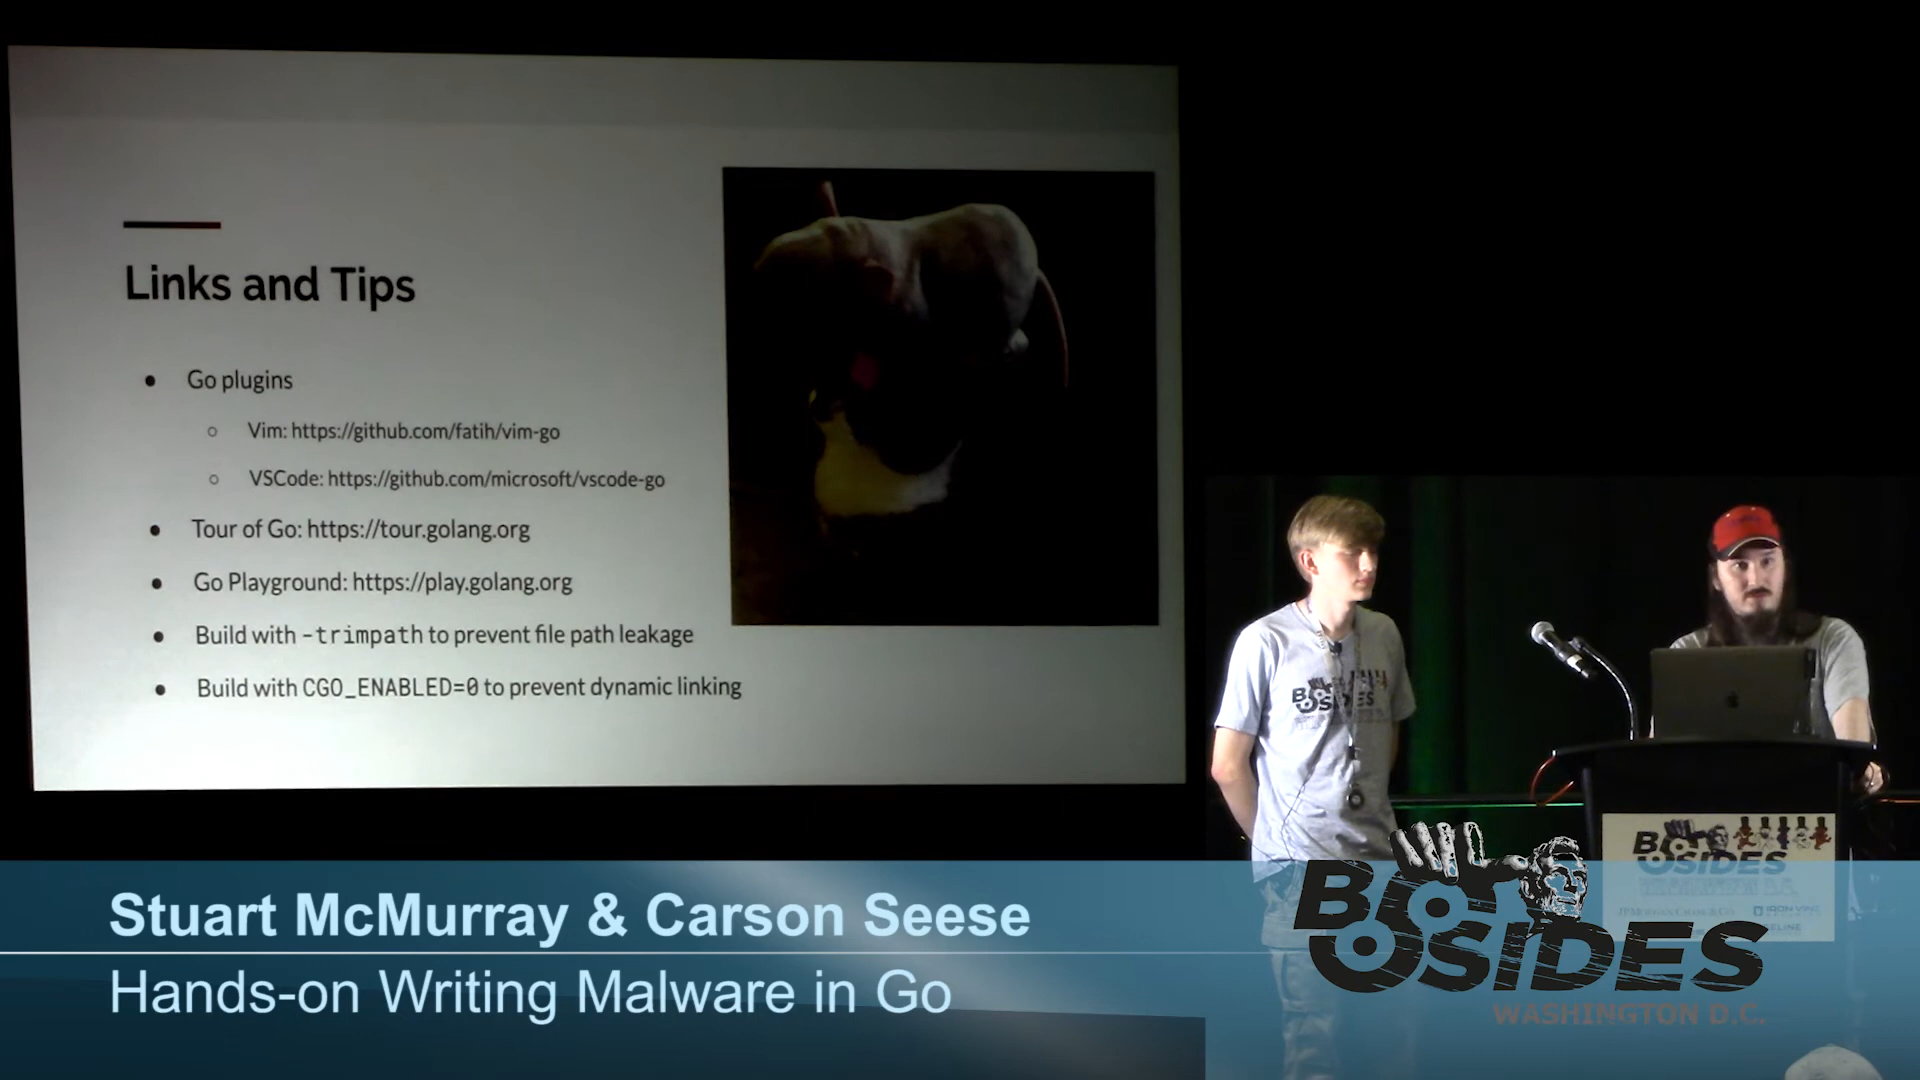 Links and Tips
● Go plugins
○ Vim: https://github.com/fatih/vim-go
○ VSCode: https://github.com/microsoft/vscode-go
● Tour of Go: https://tour.golang.org
● Go Playground: https://play.golang.org
● Build with -trimpath to prevent file path leakage
● Build with CGO_ENABLED=0 to prevent dynamic linking
BSIDES
BSIDES
Stuart McMurray & Carson Seese
Hands-on Writing Malware in Go
BSIDES
WASHINGTON D.C.